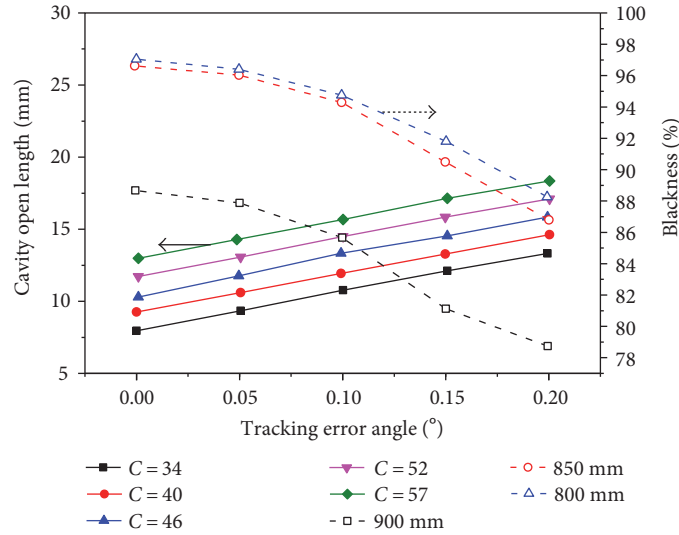 30
25
20
15
10
5
Cavity open length (mm)
100
98
96
94
92
90
88
86
84
82
80
78
Blackness (%)
0.00 0.05 0.10 0.15 0.20
Tracking error angle (°)
C = 34 C = 52 850 mm
C = 40 C = 57 800 mm
C = 46 900 mm